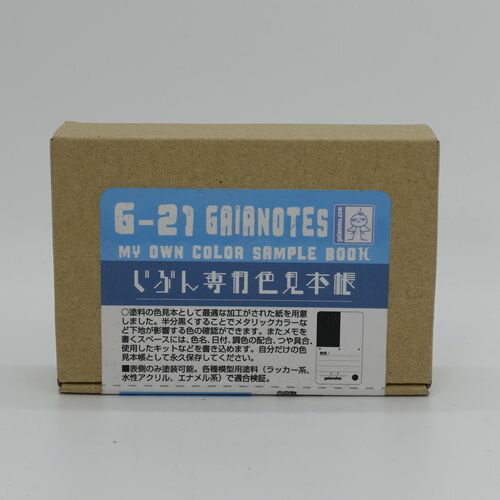 G-21 GAIANOTES
gaianotes.com
MY OWN COLOR SAMPLE BOOK
じぶん専用色見本帳
○塗料の色見本として最適な加工がされた紙を用意
しました。半分黒くすることでメタリックカラーな
ど下地が影響する色の確認ができます。またメモを
書くスペースには、色名、日付、調色の配合、つや具合、
使用したキットなどを書き込めます。自分だけの色
見本帳として永久保存してください。
■表側のみ塗装可能。各種模型用塗料（ラッカー系、
水性アクリル、エナメル系）で適合検証。
色名：
gaianotes